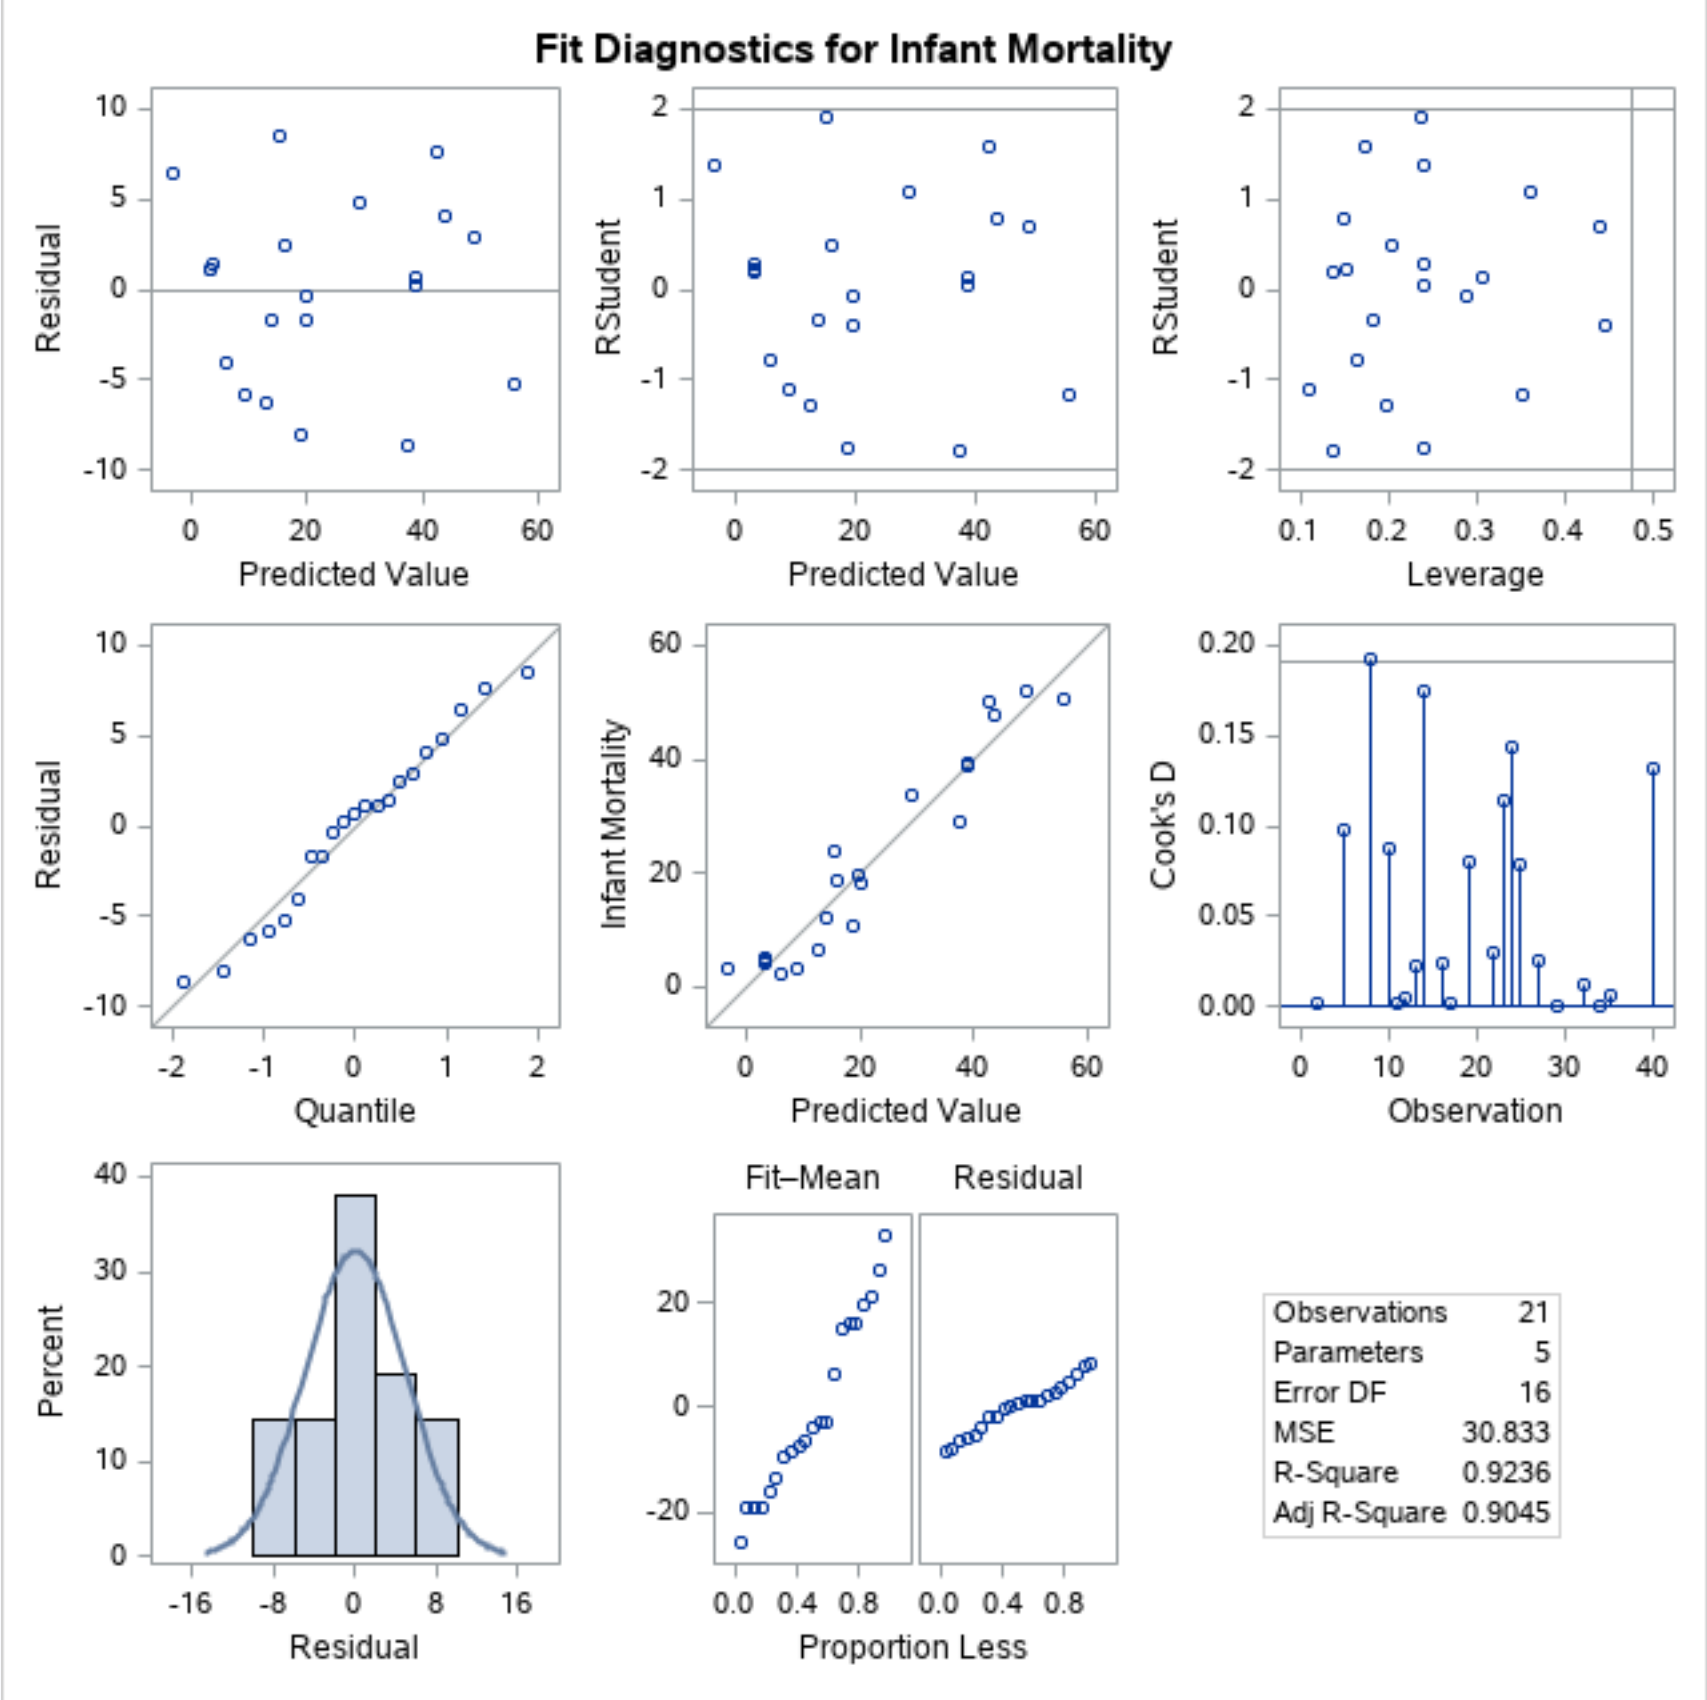 Fit Diagnostics for Infant Mortality
Residual
10
5
0
-5
-10
0 20 40 60
Predicted Value
RStudent
2
1
0
-1
-2
0 20 40 60
Predicted Value
RStudent
2
1
0
-1
-2
0.1 0.2 0.3 0.4 0.5
Leverage
Residual
10
5
0
-5
-10
-2 -1 0 1 2
Quantile
Infant Mortality
60
40
20
0
0 20 40 60
Predicted Value
Cook's D
0.20
0.15
0.10
0.05
0.00
0 10 20 30 40
Observation
Percent
40
30
20
10
0
-16 -8 0 8 16
Residual
Fit–Mean Residual
20
0
-20
0.0 0.4 0.8 0.0 0.4 0.8
Proportion Less
Observations 21
Parameters 5
Error DF 16
MSE 30.833
R-Square 0.9236
Adj R-Square 0.9045